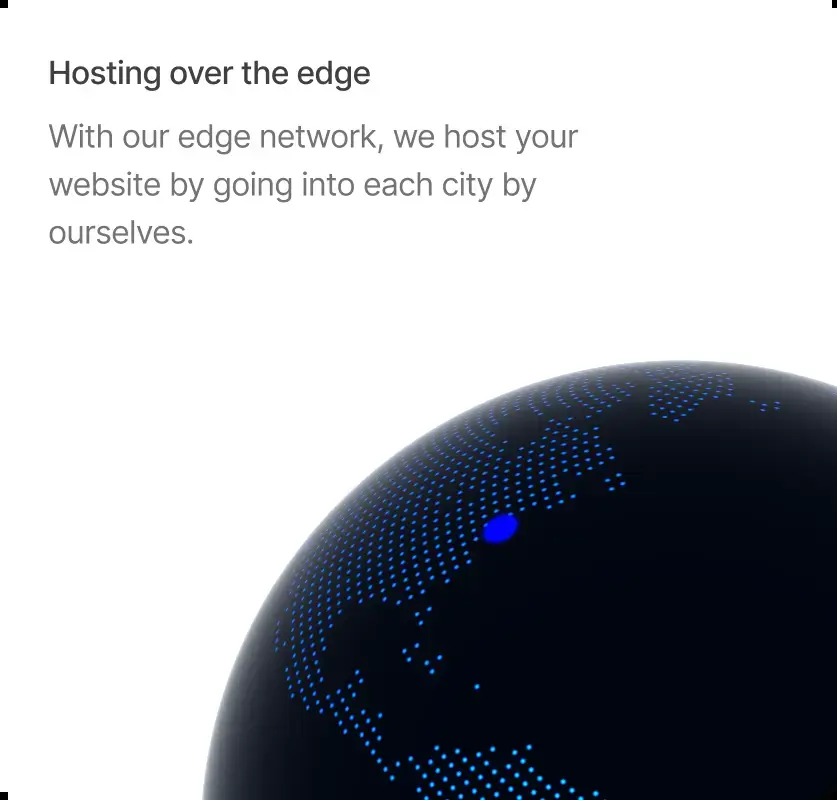 Hosting over the edge
With our edge network, we host your
website by going into each city by
ourselves.